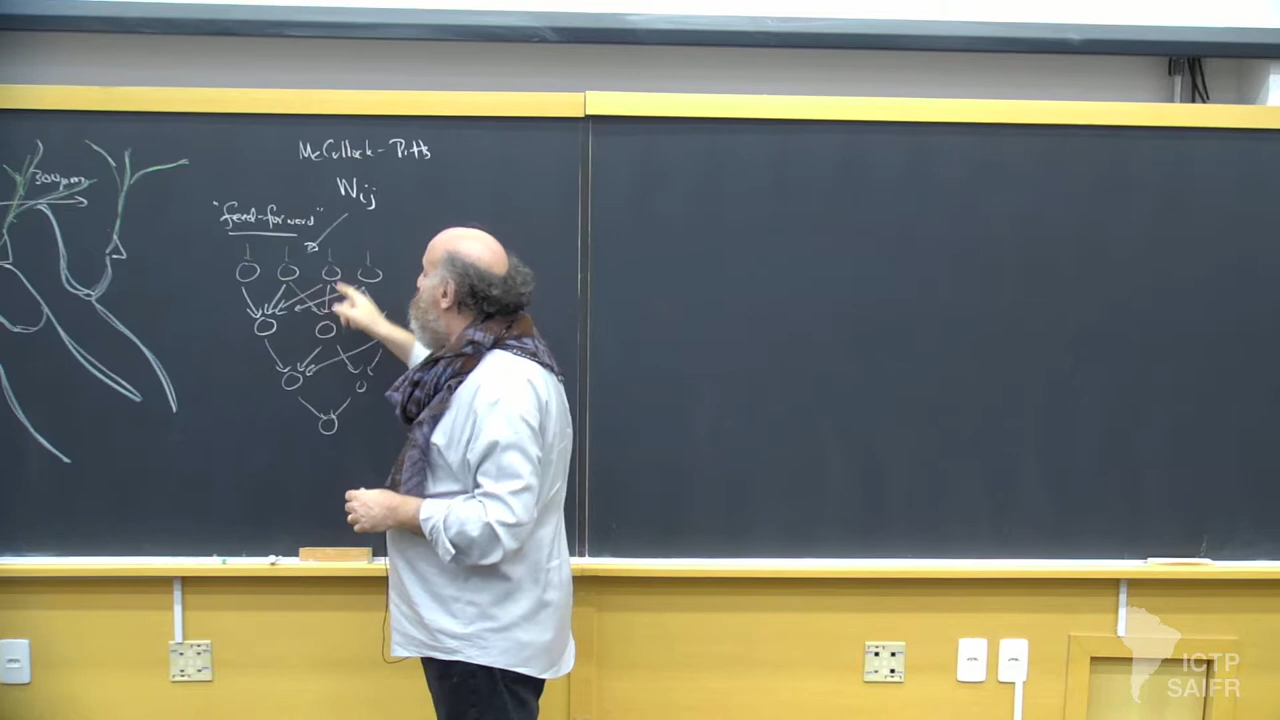 McCullock-Pitts
300μm
Wij
"feed-forward"
ICTP
SAIFR